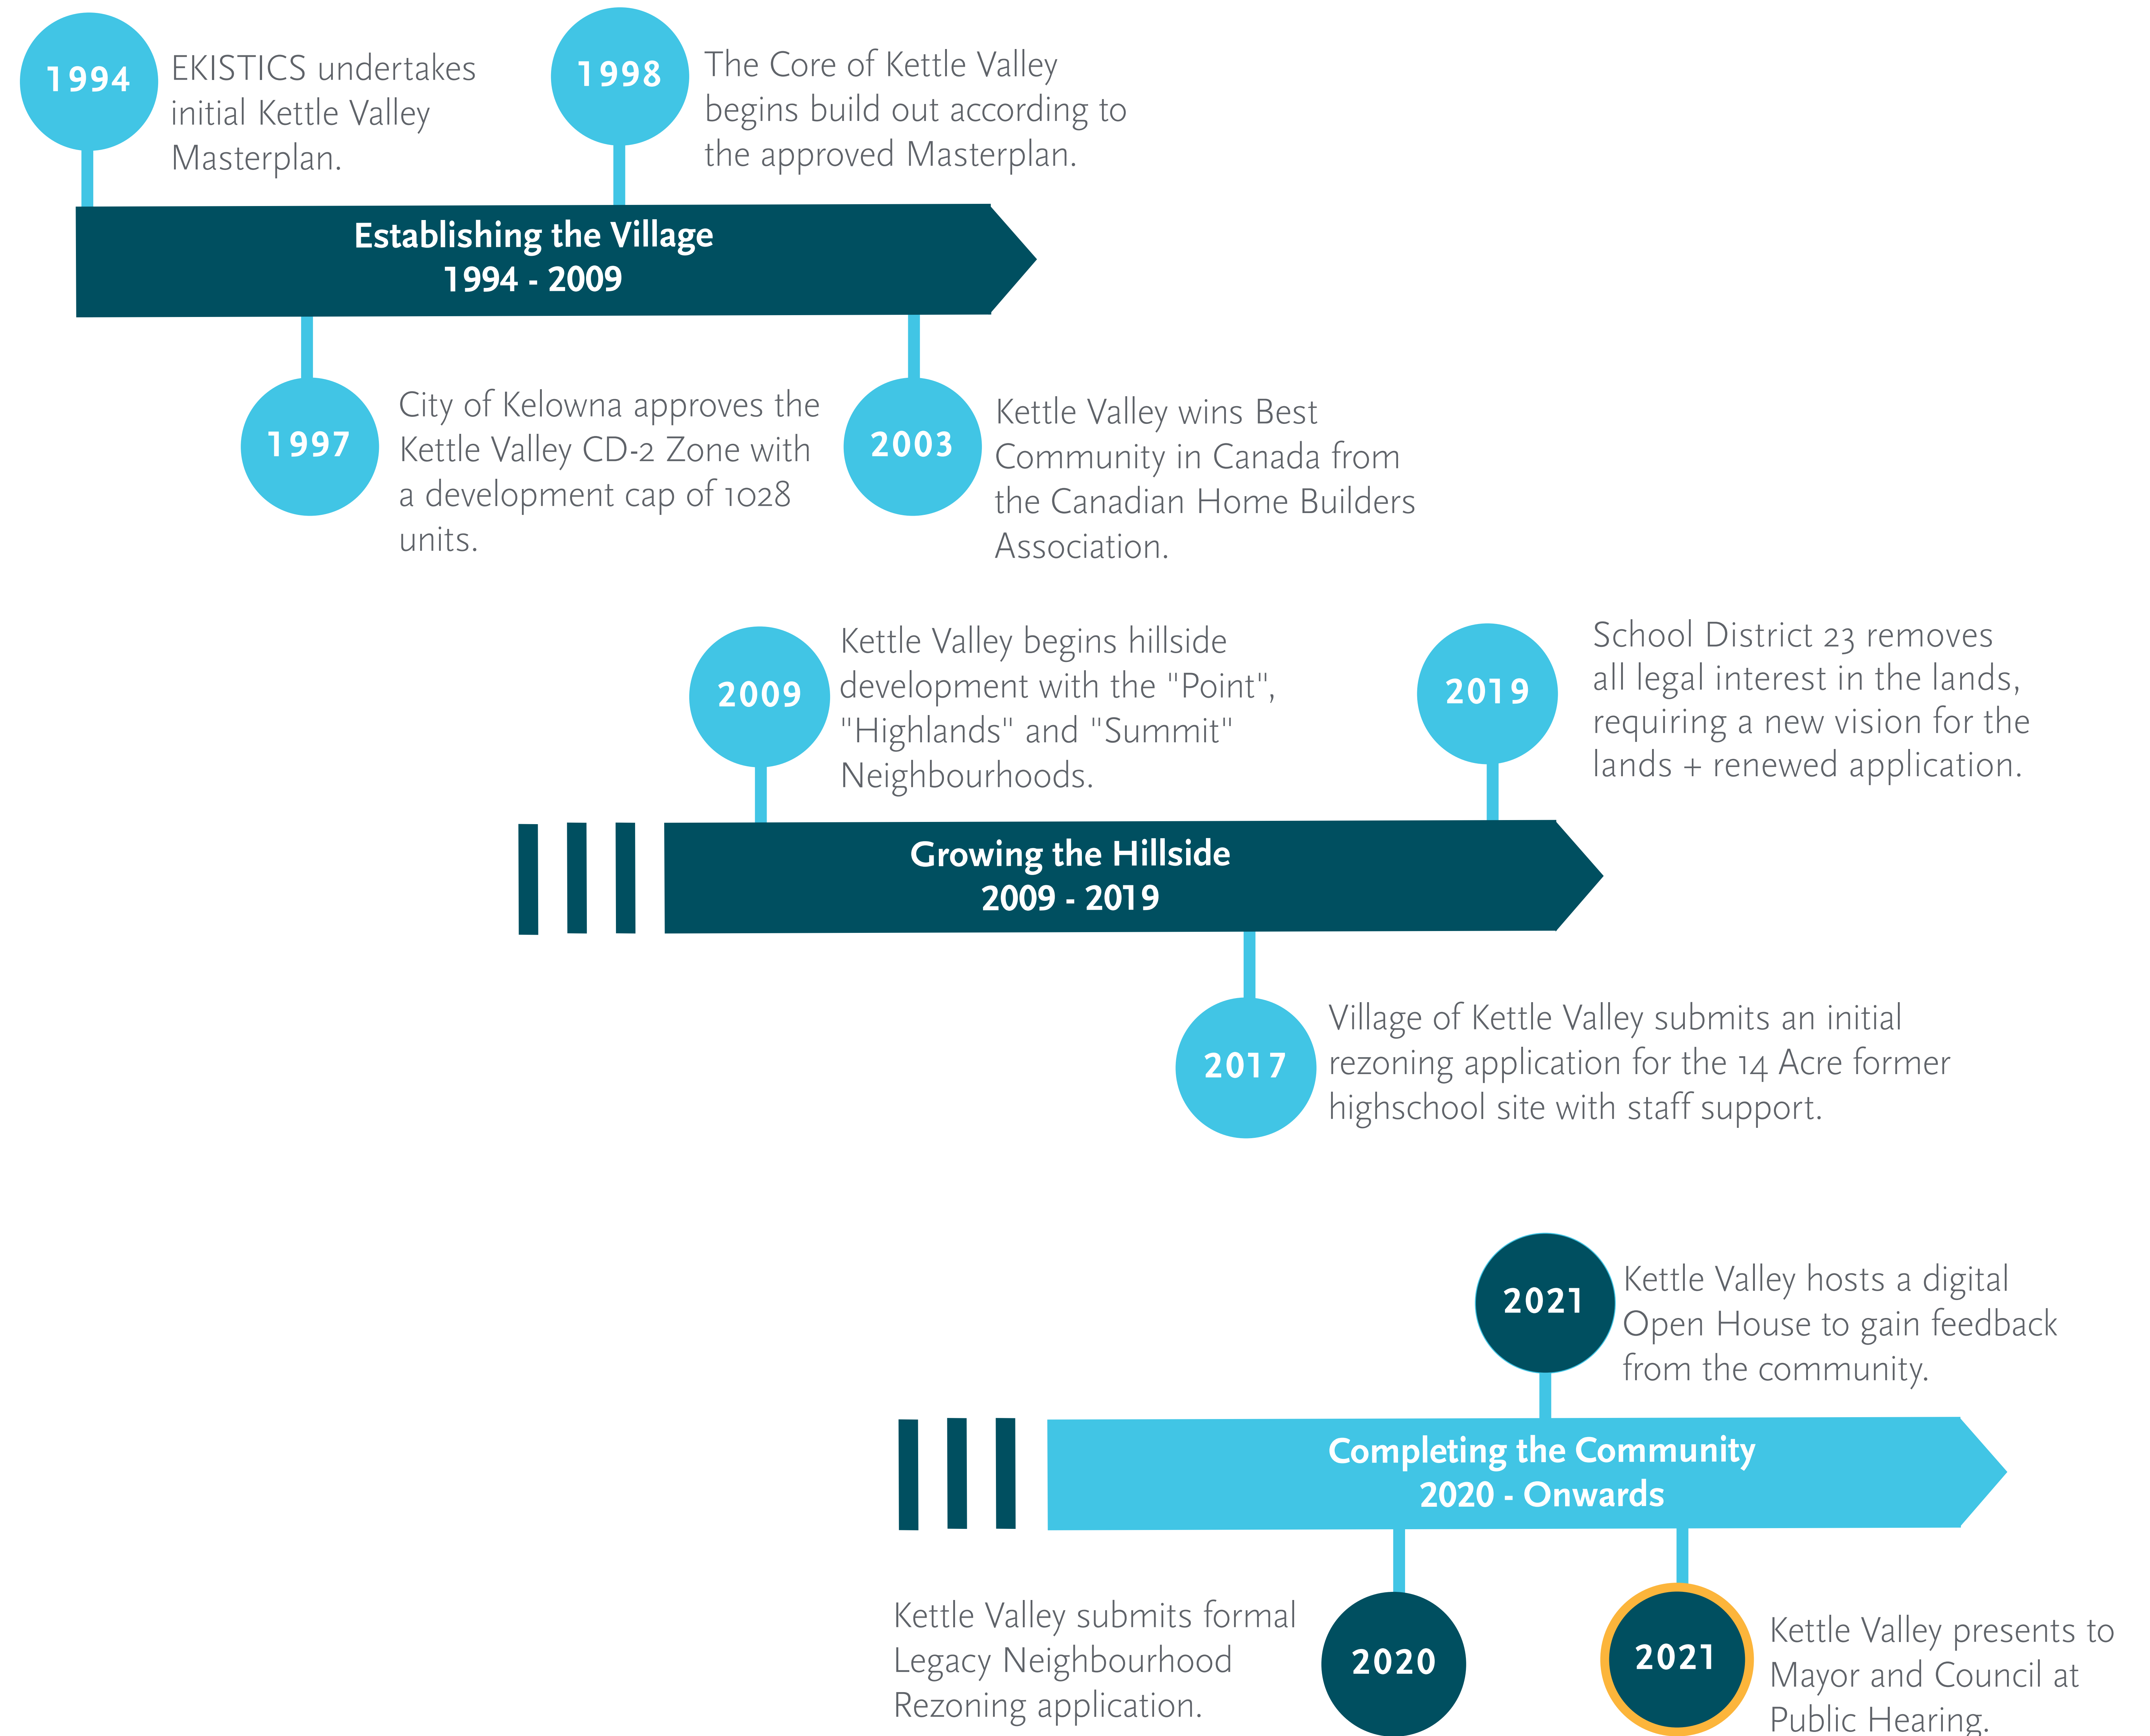 1994
EKISTICS undertakes
initial Kettle Valley
Masterplan.
1998
The Core of Kettle Valley
begins build out according to
the approved Masterplan.
Establishing the Village
1994 - 2009
1997
City of Kelowna approves the
Kettle Valley CD-2 Zone with
a development cap of 1028
units.
2003
Kettle Valley wins Best
Community in Canada from
the Canadian Home Builders
Association.
2009
Kettle Valley begins hillside
development with the "Point",
"Highlands" and "Summit"
Neighbourhoods.
2019
School District 23 removes
all legal interest in the lands,
requiring a new vision for the
lands + renewed application.
Growing the Hillside
2009 - 2019
2017
Village of Kettle Valley submits an initial
rezoning application for the 14 Acre former
highschool site with staff support.
2021
Kettle Valley hosts a digital
Open House to gain feedback
from the community.
Completing the Community
2020 - Onwards
Kettle Valley submits formal
Legacy Neighbourhood
Rezoning application.
2020
2021
Kettle Valley presents to
Mayor and Council at
Public Hearing.